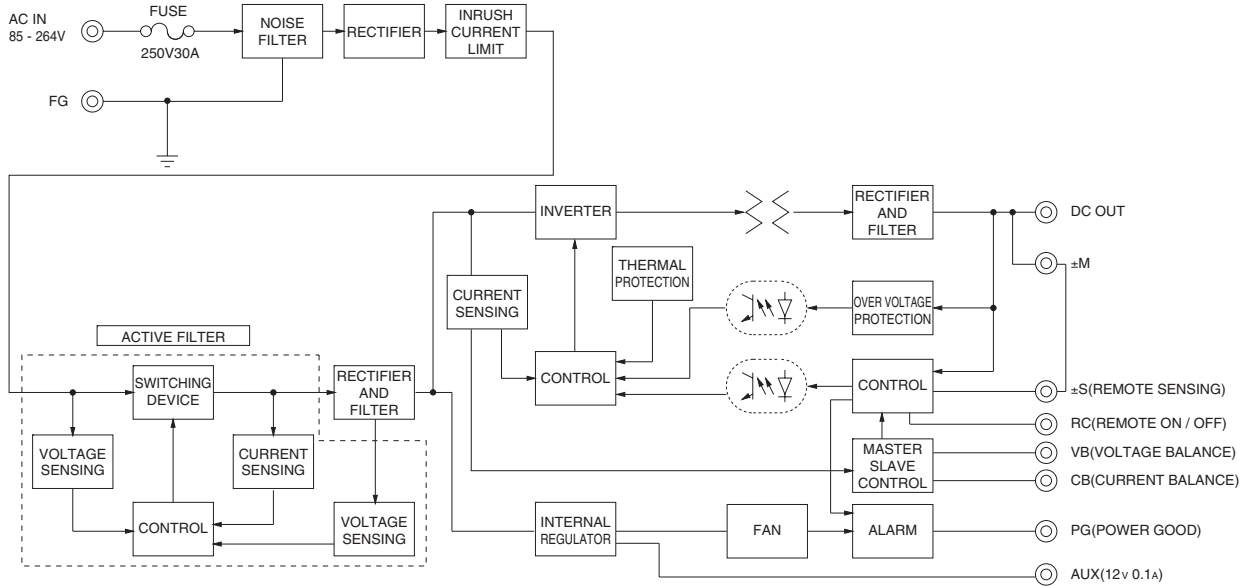 AC IN
85 - 264V
FUSE
250V30A
NOISE
FILTER
RECTIFIER
INRUSH
CURRENT
LIMIT
FG
INVERTER
RECTIFIER
AND
FILTER
DC OUT
±M
THERMAL
PROTECTION
CURRENT
SENSING
OVER VOLTAGE
PROTECTION
CONTROL
CONTROL
±S(REMOTE SENSING)
RC(REMOTE ON / OFF)
MASTER
SLAVE
CONTROL
VB(VOLTAGE BALANCE)
CB(CURRENT BALANCE)
ACTIVE FILTER
SWITCHING
DEVICE
RECTIFIER
AND
FILTER
VOLTAGE
SENSING
CURRENT
SENSING
CONTROL
VOLTAGE
SENSING
INTERNAL
REGULATOR
FAN
ALARM
PG(POWER GOOD)
AUX(12V 0.1A)